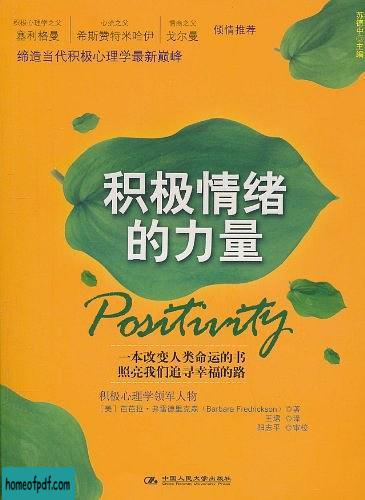 积极心理学之父
塞利格曼
心流之父
希斯赞特米哈伊
情商之父
戈尔曼
倾情推荐
缔造当代积极心理学最新巅峰
苏德中◎主编
积极情绪
的力量
Positivity
一本改变人类命运的书
照亮我们追寻幸福的路
积极心理学领军人物
[美] 芭芭拉·弗雷德里克森 (Barbara Fredrickson) 著
王珺 译
阳志平 审校
中国人民大学出版社
homeofpdf.com